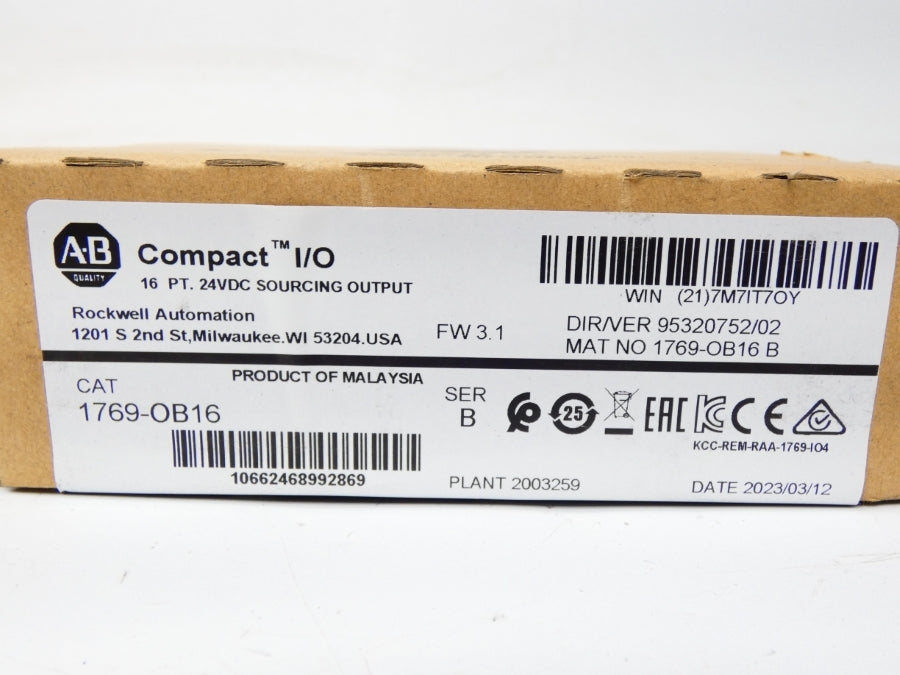 A·B
QUALITY
Compact™ I/O
16 PT. 24VDC SOURCING OUTPUT
Rockwell Automation
1201 S 2nd St,Milwaukee.WI 53204.USA
FW 3.1
WIN (21)7M7IT7OY
DIR/VER 95320752/02
MAT NO 1769-OB16 B
PRODUCT OF MALAYSIA
CAT
1769-OB16
10662468992869
SER
B
25
EAC
CE
KCC-REM-RAA-1769-IO4
PLANT 2003259
DATE 2023/03/12